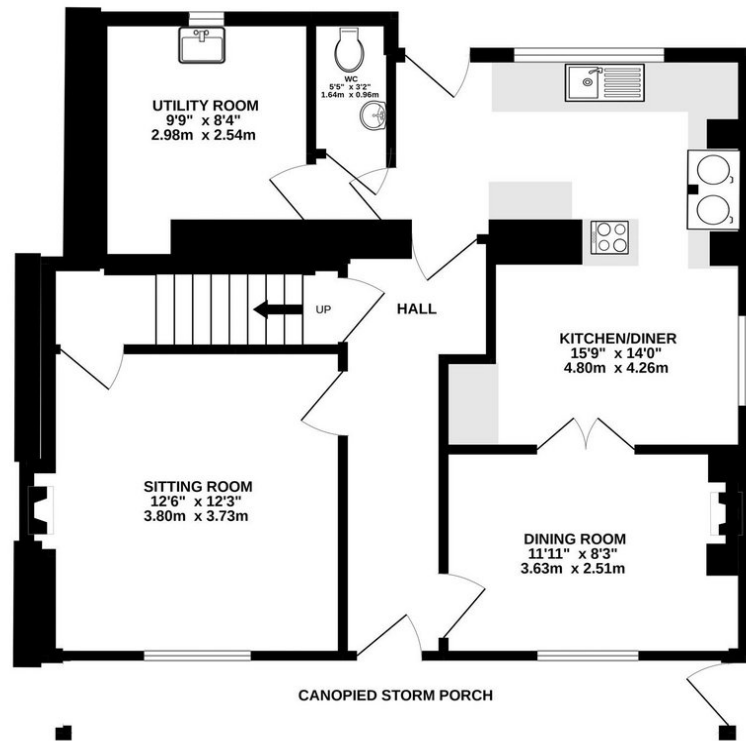 UTILITY ROOM
9'9" x 8'4"
2.98m x 2.54m
WC
5'5" x 3'2"
1.64m x 0.96m
UP
HALL
KITCHEN/DINER
15'9" x 14'0"
4.80m x 4.26m
SITTING ROOM
12'6" x 12'3"
3.80m x 3.73m
DINING ROOM
11'11" x 8'3"
3.63m x 2.51m
CANOPIED STORM PORCH